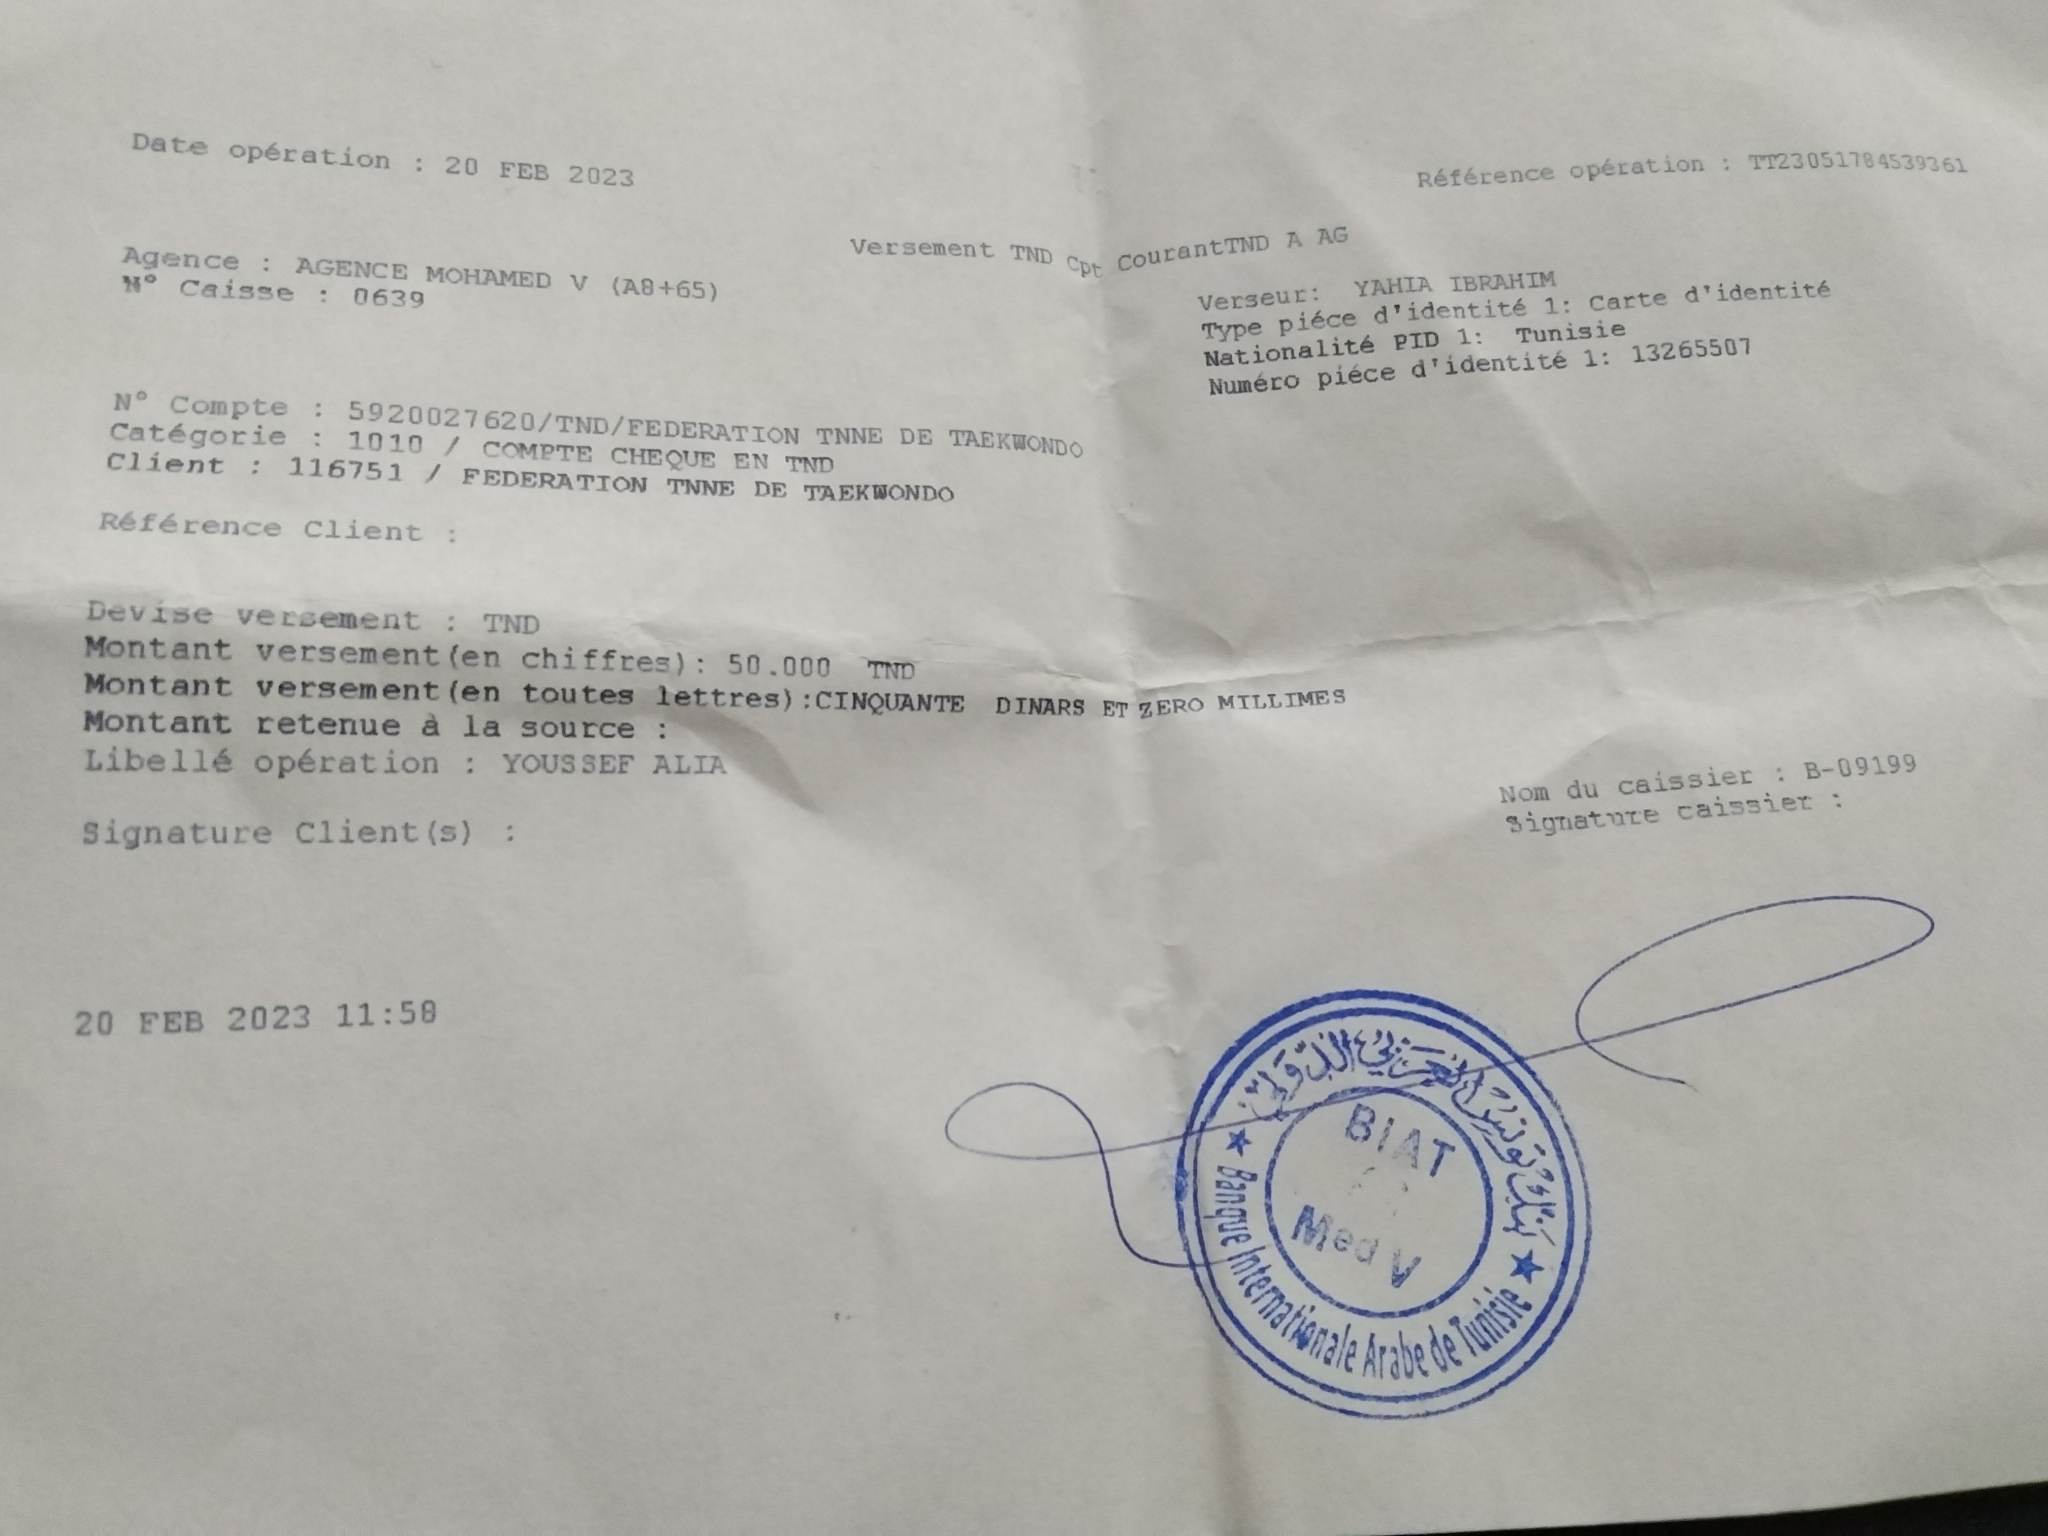 Date opération : 20 FEB 2023
Référence opération : TT23051784539361
Versement TND Cpt CourantTND A AG
Agence : AGENCE MOHAMED V (A8+65)
N° Caisse : 0639
Verseur: YAHIA IBRAHIM
Type piéce d'identité 1: Carte d'identité
Nationalité PID 1: Tunisie
Numéro piéce d'identité 1: 13265507
N° Compte : 5920027620/TND/FEDERATION TNNE DE TAEKWONDO
Catégorie : 1010 / COMPTE CHEQUE EN TND
Client : 116751 / FEDERATION TNNE DE TAEKWONDO
Référence Client :
Devise versement : TND
Montant versement(en chiffres): 50.000 TND
Montant versement(en toutes lettres):CINQUANTE DINARS ET ZERO MILLIMES
Montant retenue à la source :
Libellé opération : YOUSSEF ALIA
Nom du caissier : B-09199
Signature caissier :
Signature Client(s) :
20 FEB 2023 11:58
بنك تونس العربي الدولي
BIAT
Med V
Banque Internationale Arabe de Tunisie